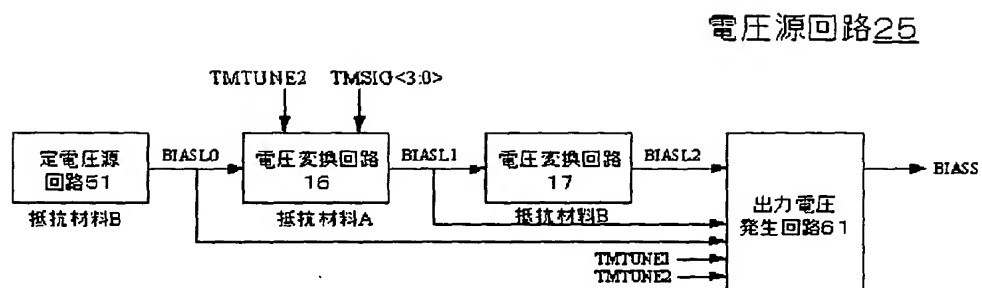 電圧源回路25
TMTUNE2 TMSIG<3:0>
定電圧源
回路51
BIASL0
電圧変換回路
16
BIASL1
電圧変換回路
17
BIASL2
出力電圧
発生回路61
BIASS
抵抗材料B
抵抗材料A
抵抗材料B
TMTUNE1
TMTUNE2